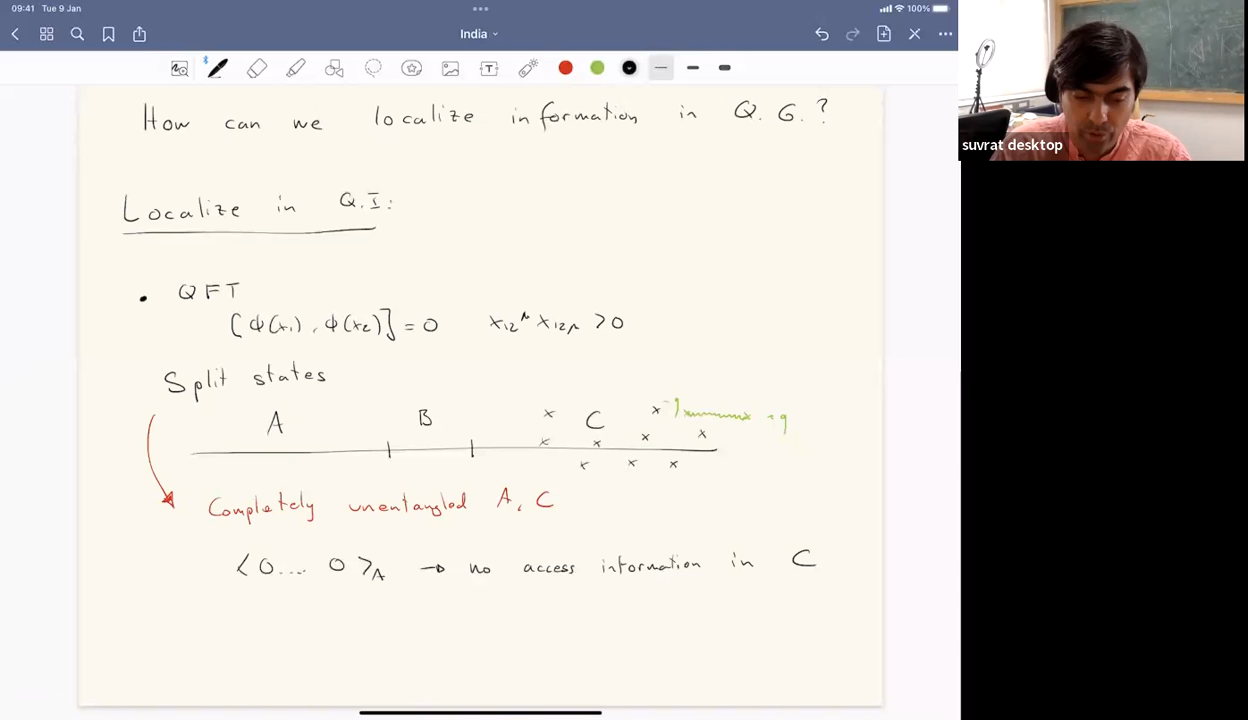 09:41 Tue 9 Jan
100%
India
suvrat desktop
How can we localize information in Q. G. ?
Localize in Q.I:
• QFT
[ϕ(x₁), ϕ(x₂)] = 0 x₁₂^μ x₁₂μ > 0
Split states
A B C
Completely unentangled A, C
<O... O>_A → no access information in C